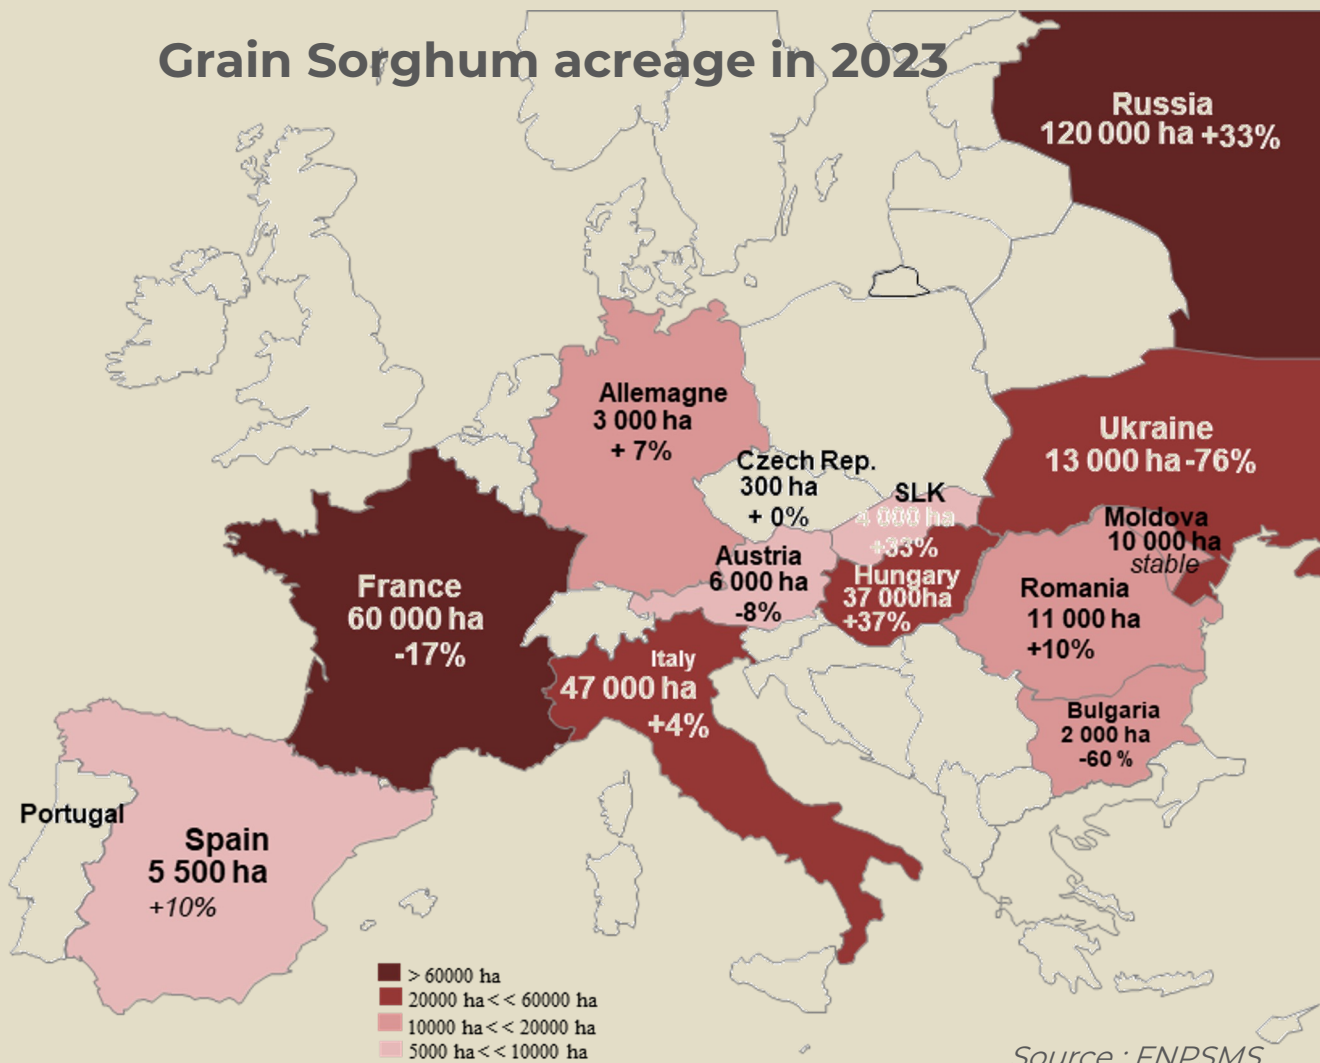 Grain Sorghum acreage in 2023
Russia
120 000 ha +33%
Allemagne
3 000 ha
+ 7%
Ukraine
13 000 ha -76%
Czech Rep.
300 ha
+ 0%
SLK
4 000 ha
+33%
Moldova
10 000 ha
stable
Austria
6 000 ha
-8%
Hungary
37 000ha
+37%
Romania
11 000 ha
+10%
France
60 000 ha
-17%
Italy
47 000 ha
+4%
Bulgaria
2 000 ha
-60 %
Portugal
Spain
5 500 ha
+10%
> 60000 ha
20000 ha<< 60000 ha
10000 ha<< 20000 ha
5000 ha<< 10000 ha
Source : FNPSMS